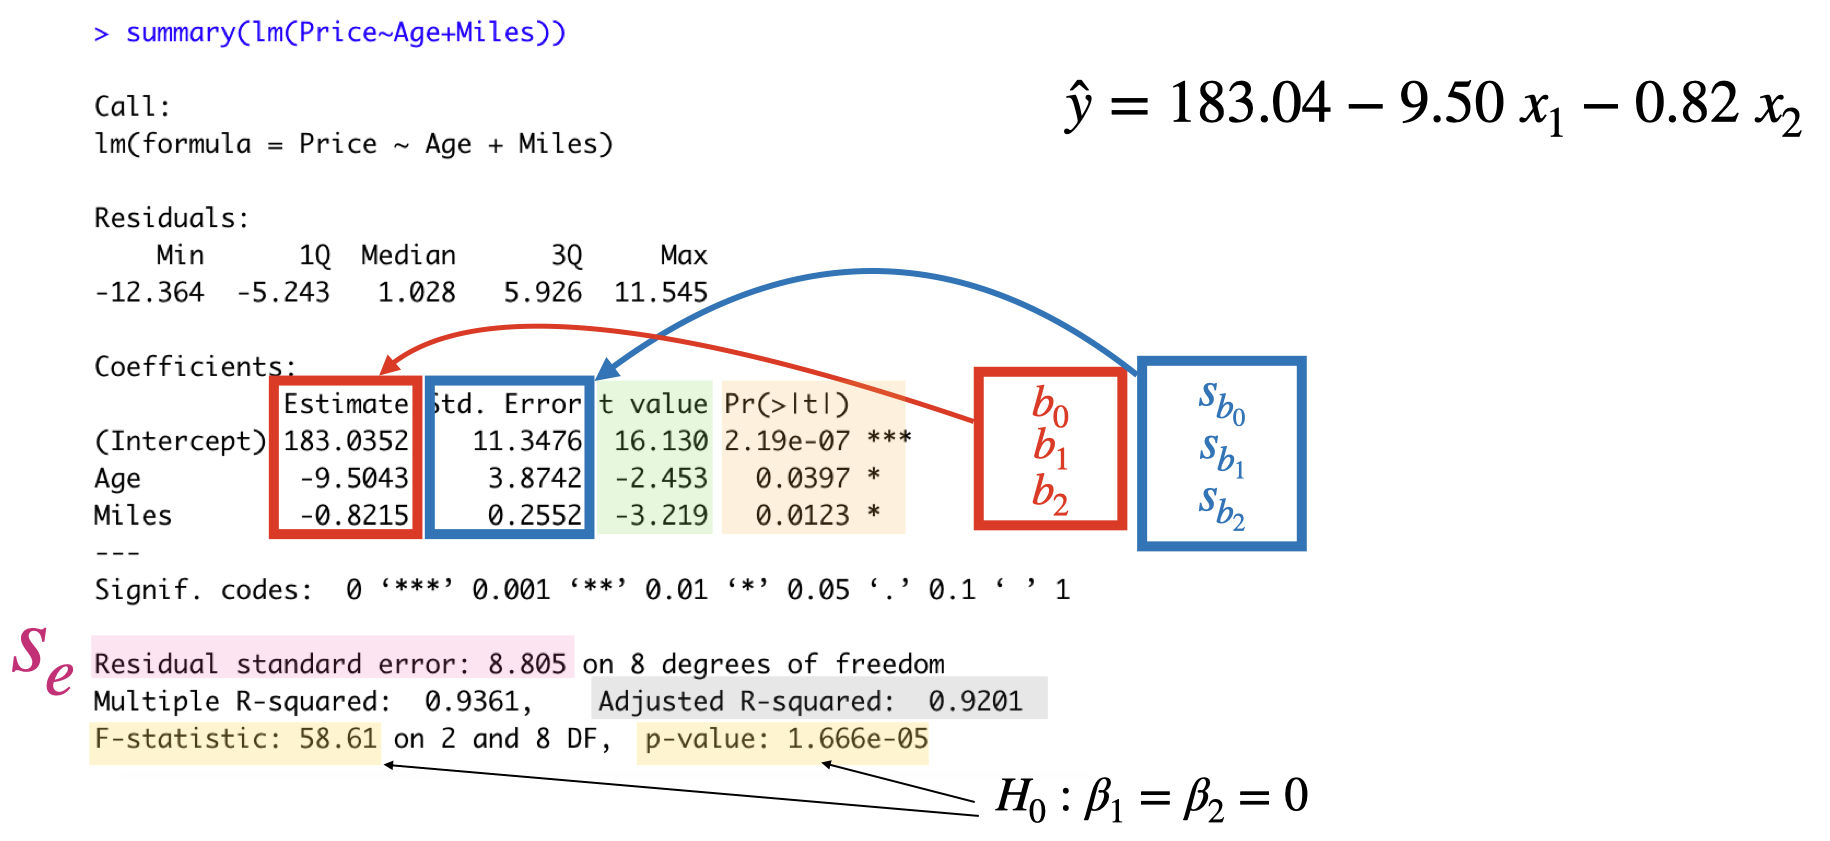 > summary(lm(Price~Age+Miles))
ŷ = 183.04 − 9.50 x₁ − 0.82 x₂
Call:
lm(formula = Price ~ Age + Miles)
Residuals:
Min 1Q Median 3Q Max
-12.364 -5.243 1.028 5.926 11.545
Coefficients:
Estimate Std. Error t value Pr(>|t|)
(Intercept) 183.0352 11.3476 16.130 2.19e-07 ***
Age -9.5043 3.8742 -2.453 0.0397 *
Miles -0.8215 0.2552 -3.219 0.0123 *
---
b₀
b₁
b₂
s_{b₀}
s_{b₁}
s_{b₂}
Signif. codes: 0 ‘***’ 0.001 ‘**’ 0.01 ‘*’ 0.05 ‘.’ 0.1 ‘ ’ 1
sₑ
Residual standard error: 8.805 on 8 degrees of freedom
Multiple R-squared: 0.9361, Adjusted R-squared: 0.9201
F-statistic: 58.61 on 2 and 8 DF, p-value: 1.666e-05
H₀ : β₁ = β₂ = 0